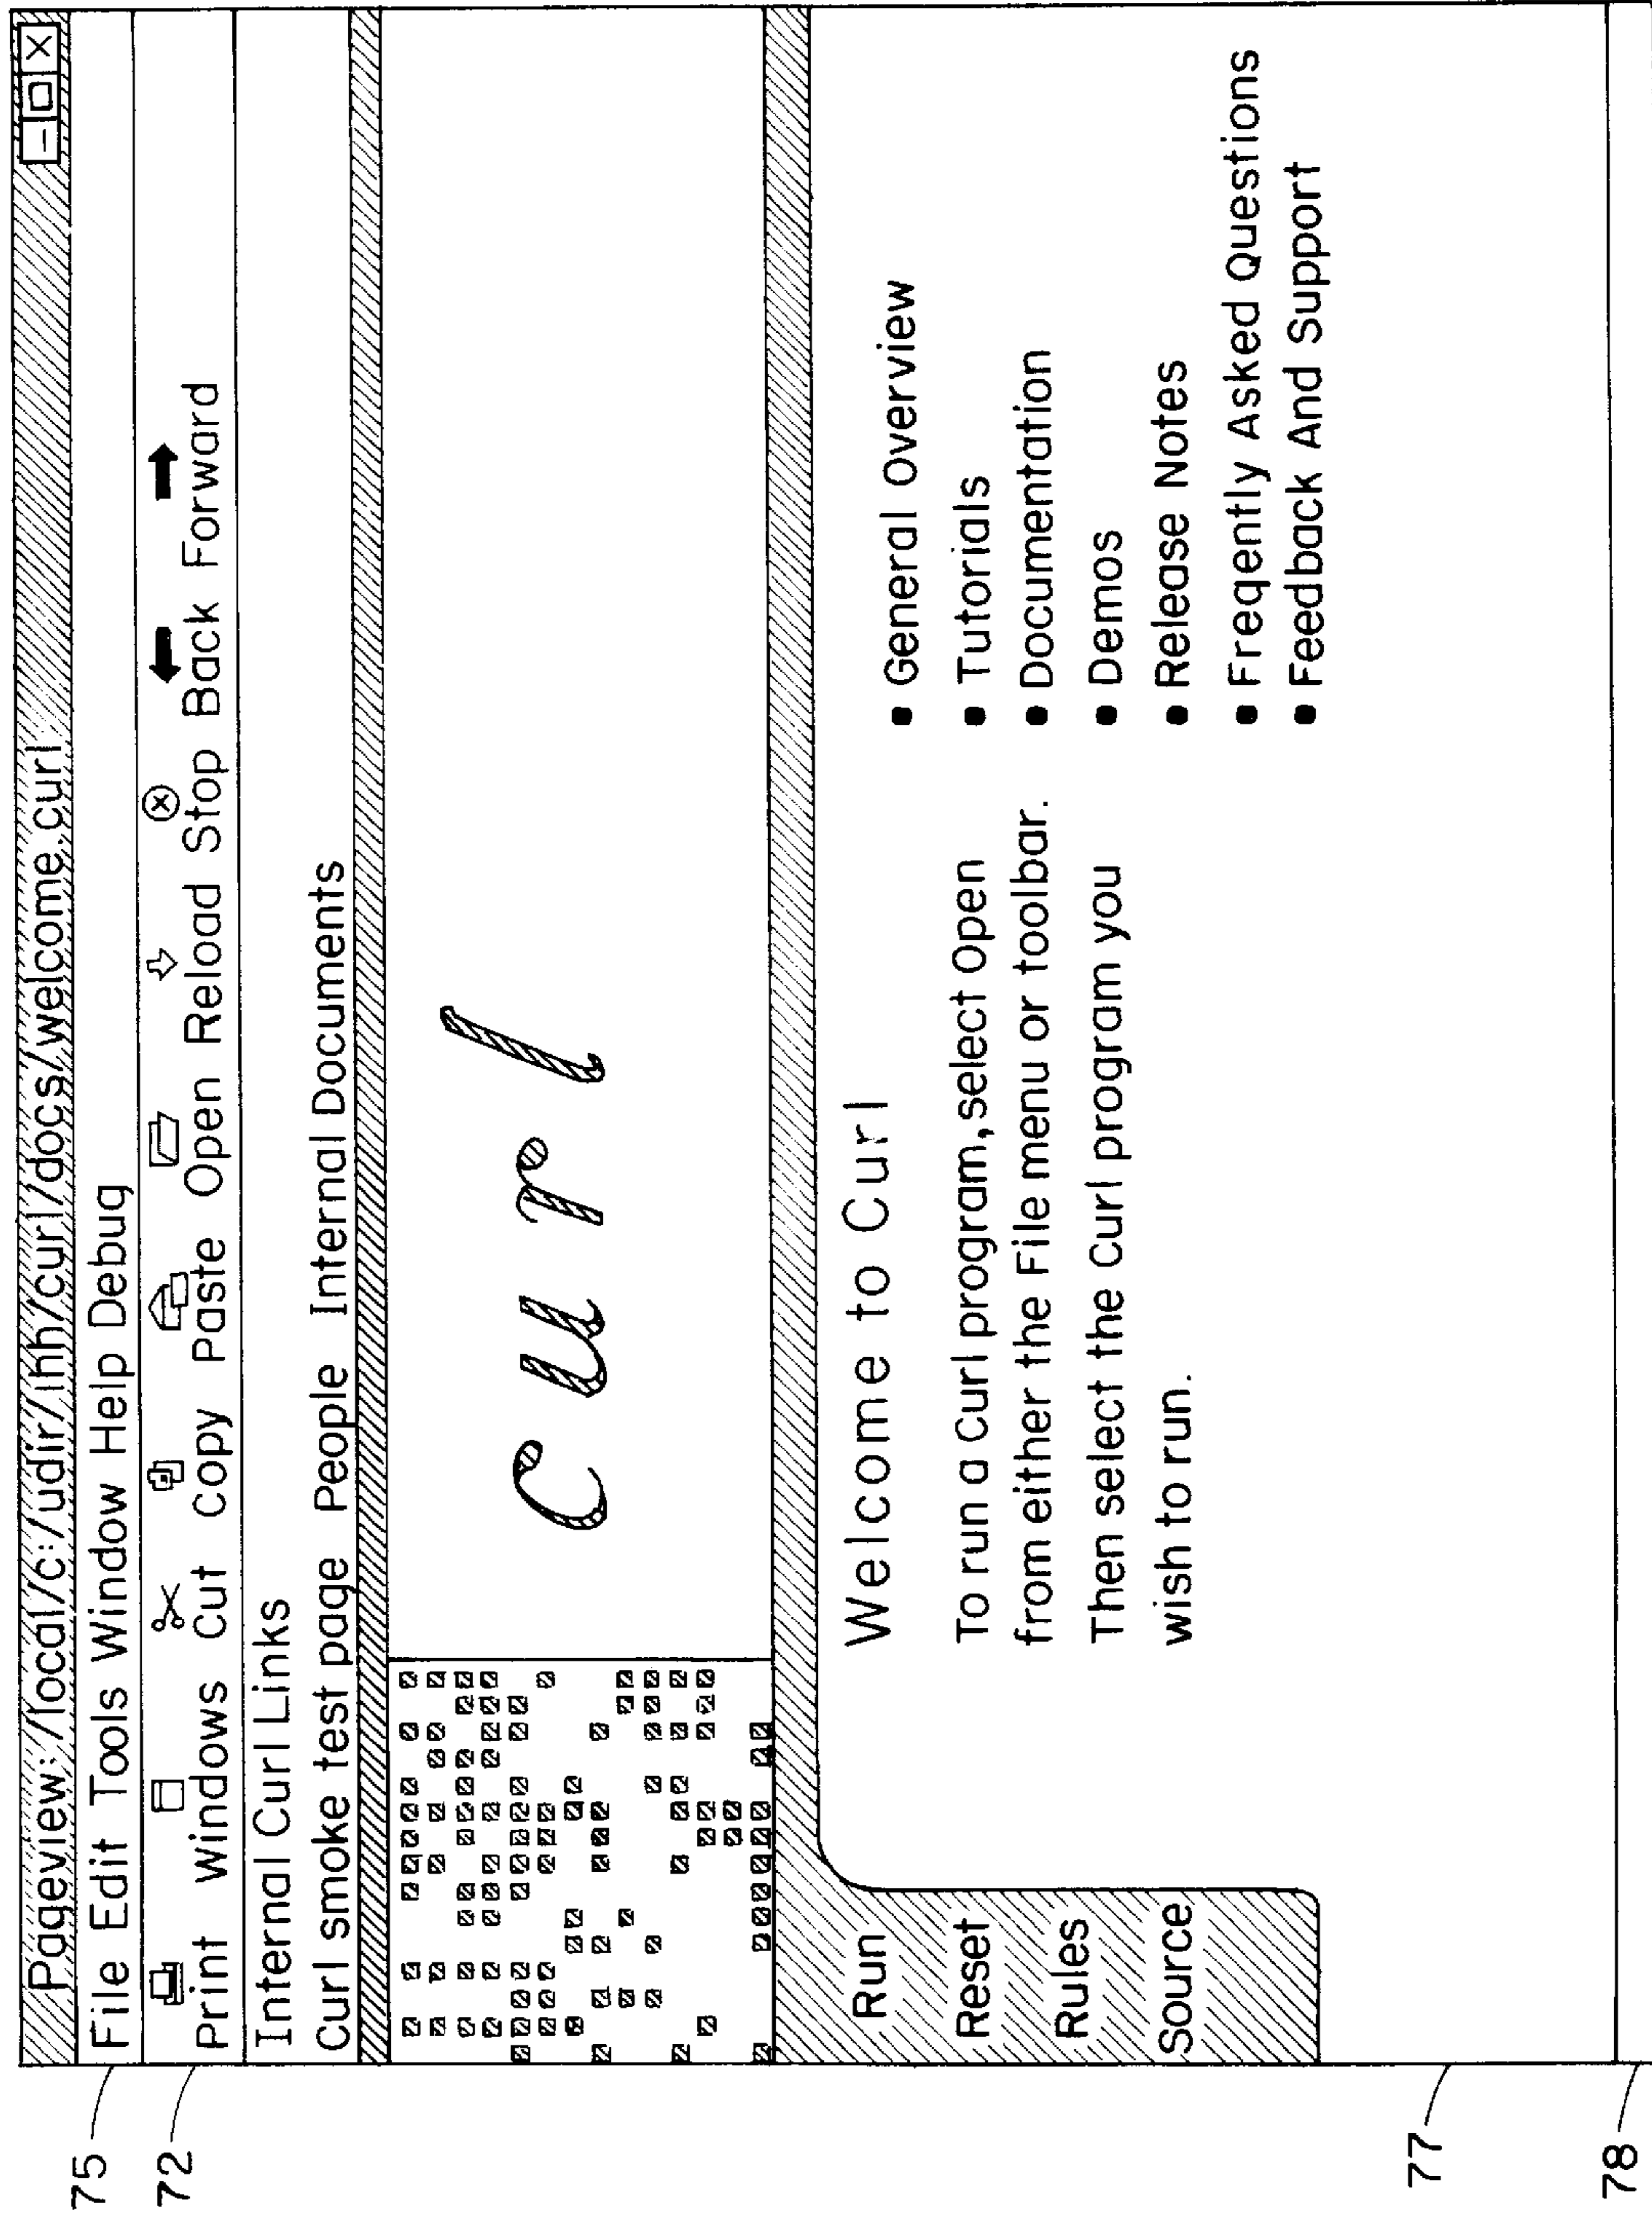 Pageview:/local/c:/udir/lhh/curl/docs/welcome.curl
75
File Edit Tools Window Help Debug
72
Print Windows Cut Copy Paste Open Reload Stop Back Forward
Internal Curl Links
Curl smoke test page People Internal Documents
Curl
Run
Reset
Rules
Source
Welcome to Curl
To run a Curl program, select Open
from either the File menu or toolbar.
Then select the Curl program you
wish to run.
• General Overview
• Tutorials
• Documentation
• Demos
• Release Notes
• Freqently Asked Questions
• Feedback And Support
77
78